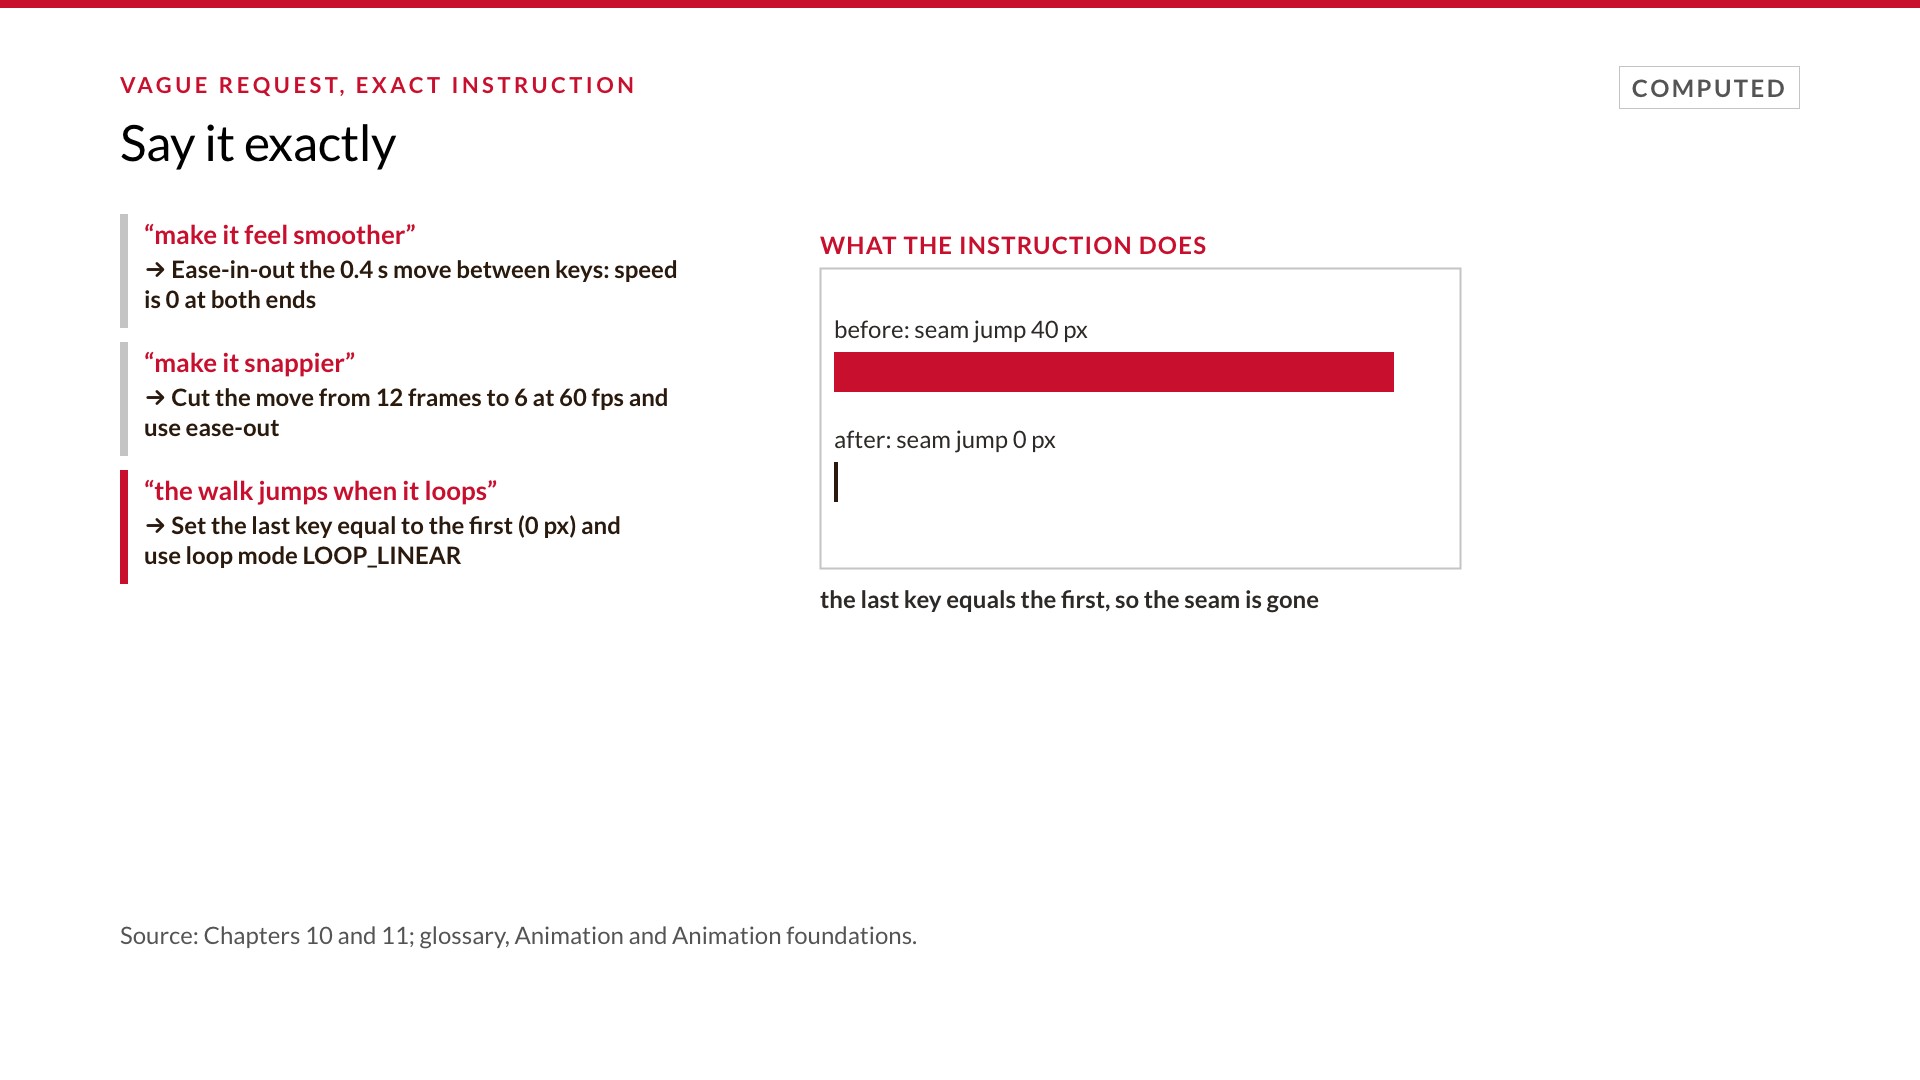 VAGUE REQUEST, EXACT INSTRUCTION
COMPUTED
Say it exactly
“make it feel smoother”
→ Ease-in-out the 0.4 s move between keys: speed
is 0 at both ends
“make it snappier”
→ Cut the move from 12 frames to 6 at 60 fps and
use ease-out
“the walk jumps when it loops”
→ Set the last key equal to the first (0 px) and
use loop mode LOOP_LINEAR
WHAT THE INSTRUCTION DOES
before: seam jump 40 px
after: seam jump 0 px
the last key equals the first, so the seam is gone
Source: Chapters 10 and 11; glossary, Animation and Animation foundations.